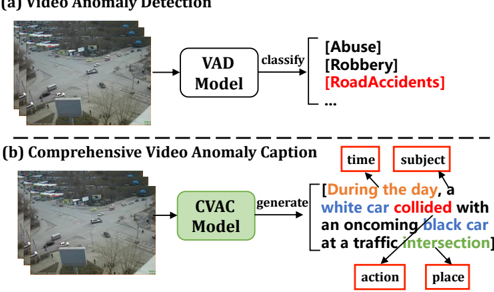 (a) Video Anomaly Detection
VAD
Model
classify
[Abuse]
[Robbery]
[RoadAccidents]
...
(b) Comprehensive Video Anomaly Caption
time
subject
CVAC
Model
generate
[During the day, a
white car collided with
an oncoming black car
at a traffic intersection]
action
place